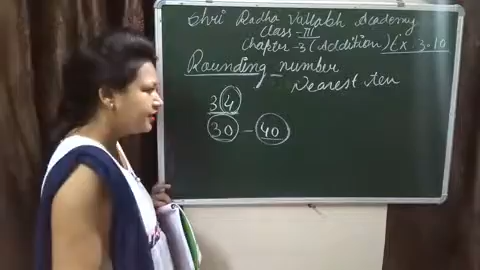 Shri Radha Vallabh Academy
Class - III
Chapter - 3 (Addition) Ex. 3.10
Rounding number
Nearest ten
34
30 - 40